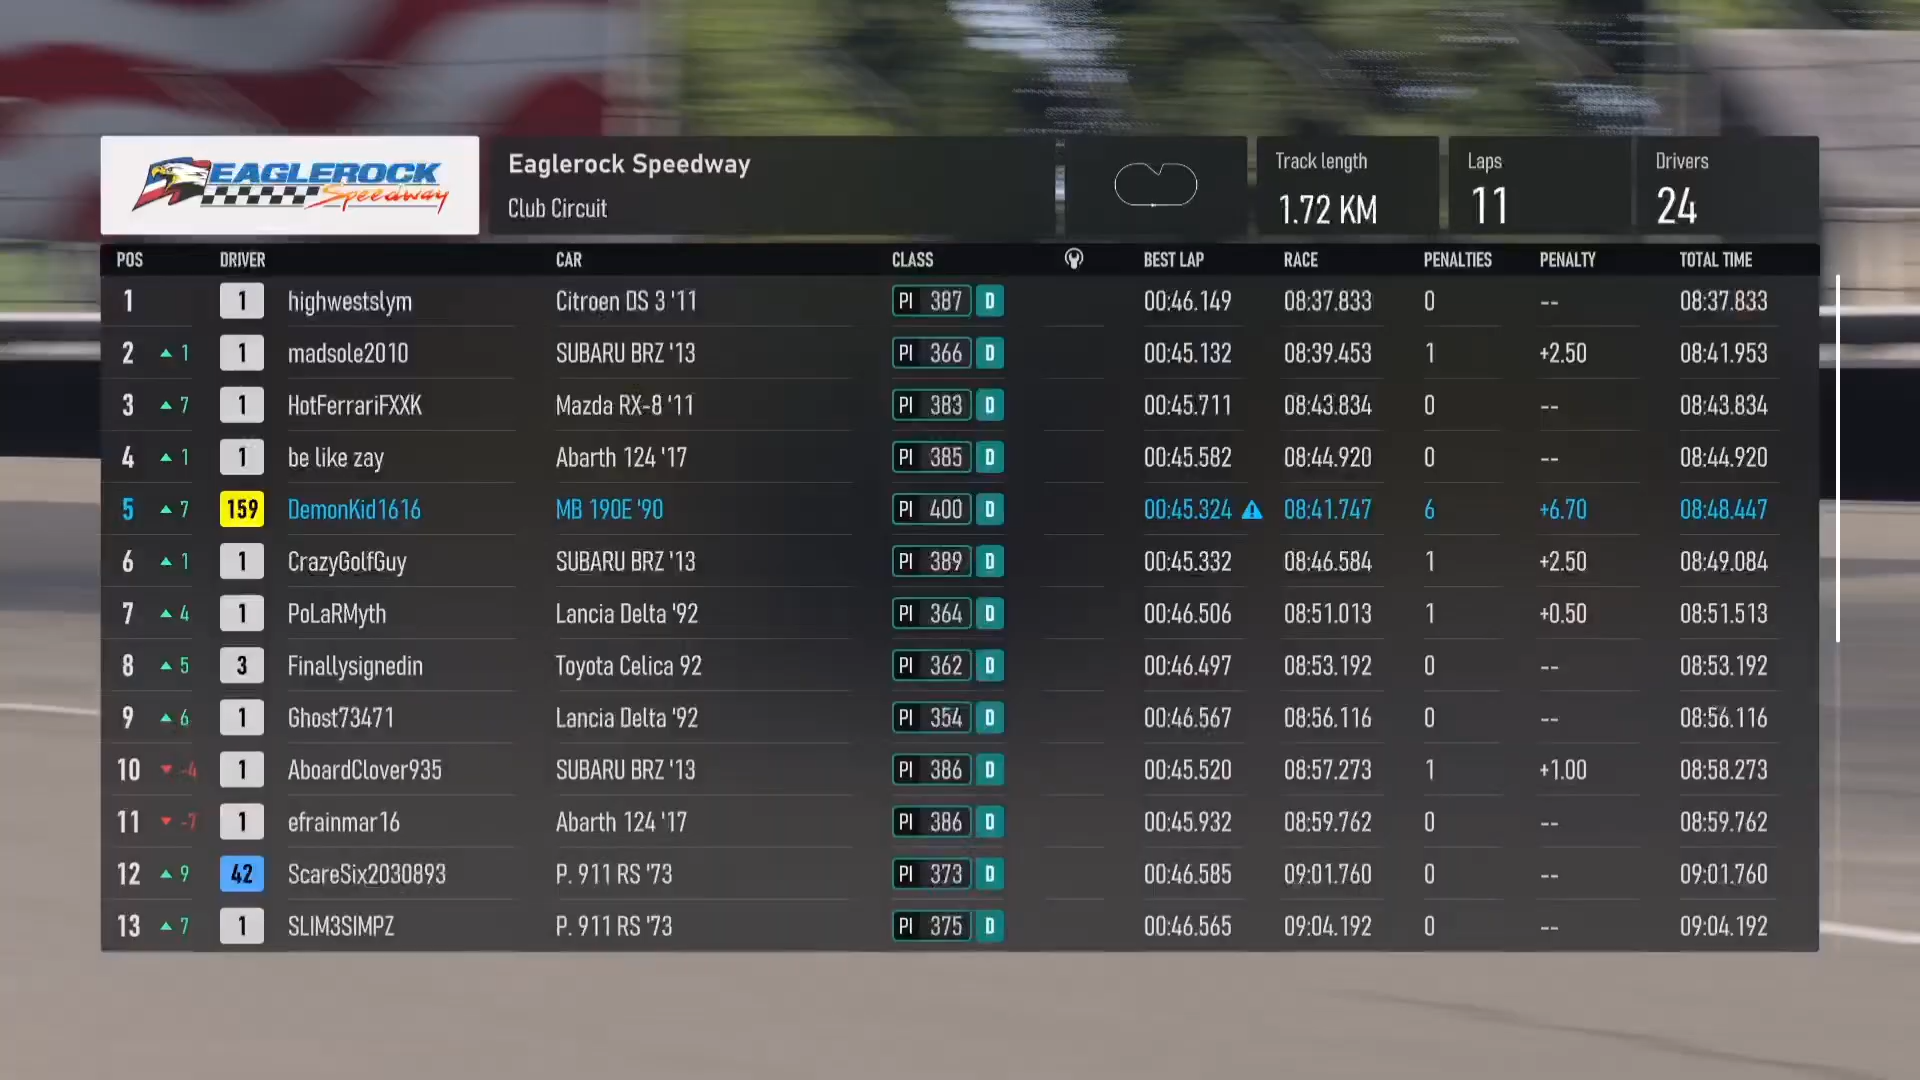 EAGLEROCK
Speedway
Eaglerock Speedway
Club Circuit
Track length
1.72 KM
Laps
11
Drivers
24
POS DRIVER CAR CLASS BEST LAP RACE PENALTIES PENALTY TOTAL TIME
1 1 highwestslym Citroen DS 3 '11 PI 387 D 00:46.149 08:37.833 0 -- 08:37.833
2 ▲ 1 1 madsole2010 SUBARU BRZ '13 PI 366 D 00:45.132 08:39.453 1 +2.50 08:41.953
3 ▲ 7 1 HotFerrariFXXK Mazda RX-8 '11 PI 383 D 00:45.711 08:43.834 0 -- 08:43.834
4 ▲ 1 1 be like zay Abarth 124 '17 PI 385 D 00:45.582 08:44.920 0 -- 08:44.920
5 ▲ 7 159 DemonKid1616 MB 190E '90 PI 400 D 00:45.324 08:41.747 6 +6.70 08:48.447
6 ▲ 1 1 CrazyGolfGuy SUBARU BRZ '13 PI 389 D 00:45.332 08:46.584 1 +2.50 08:49.084
7 ▲ 4 1 PoLaRMyth Lancia Delta '92 PI 364 D 00:46.506 08:51.013 1 +0.50 08:51.513
8 ▲ 5 3 Finallysignedin Toyota Celica 92 PI 362 D 00:46.497 08:53.192 0 -- 08:53.192
9 ▲ 6 1 Ghost73471 Lancia Delta '92 PI 354 D 00:46.567 08:56.116 0 -- 08:56.116
10 ▼ -4 1 AboardClover935 SUBARU BRZ '13 PI 386 D 00:45.520 08:57.273 1 +1.00 08:58.273
11 ▼ -7 1 efrainmar16 Abarth 124 '17 PI 386 D 00:45.932 08:59.762 0 -- 08:59.762
12 ▲ 9 42 ScareSix2030893 P. 911 RS '73 PI 373 D 00:46.585 09:01.760 0 -- 09:01.760
13 ▲ 7 1 SLIM3SIMPZ P. 911 RS '73 PI 375 D 00:46.565 09:04.192 0 -- 09:04.192